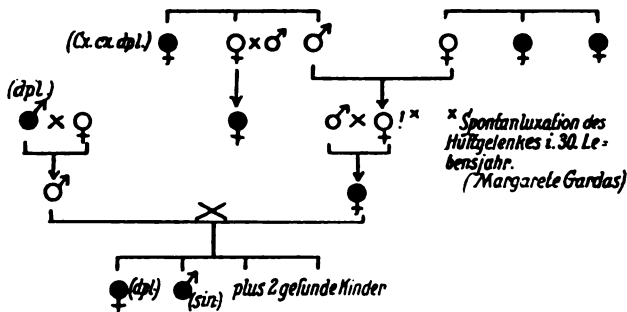 (Cx. cx. dpl.)
(dpl.)
! x
x Spontanluxation des
Hüftgelenkes i. 30. Le=
bensjahr.
(Margarete Gardas)
(dpl.)
(sin.)
plus 2 gesunde Kinder